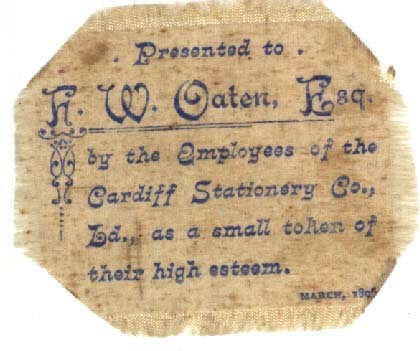 . Presented to .
H. W. Oaten, Esq.
by the Employees of the
Cardiff Stationery Co.,
Ld., as a small token of
their high esteem.
MARCH,